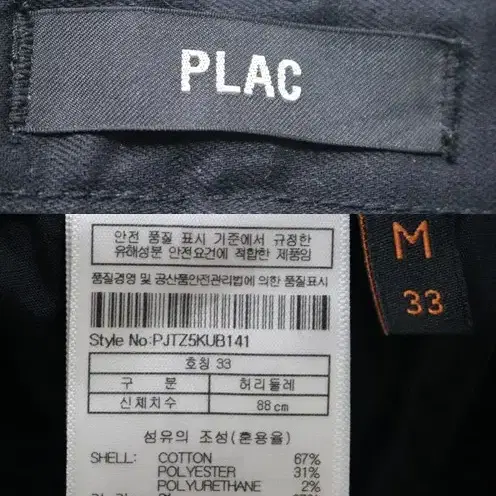 PLAC
안전 품질 표시 기준에서 규정한
유해성분 안전요건에 적합한 제품임
품질경영 및 공산품안전관리법에 의한 품질표시
Style No:PJTZ5KUB141
호칭 33
구 분 허리둘레
신체치수 88cm
섬유의 조성(혼용율)
SHELL: COTTON 67%
POLYESTER 31%
POLYURETHANE 2%
M
33